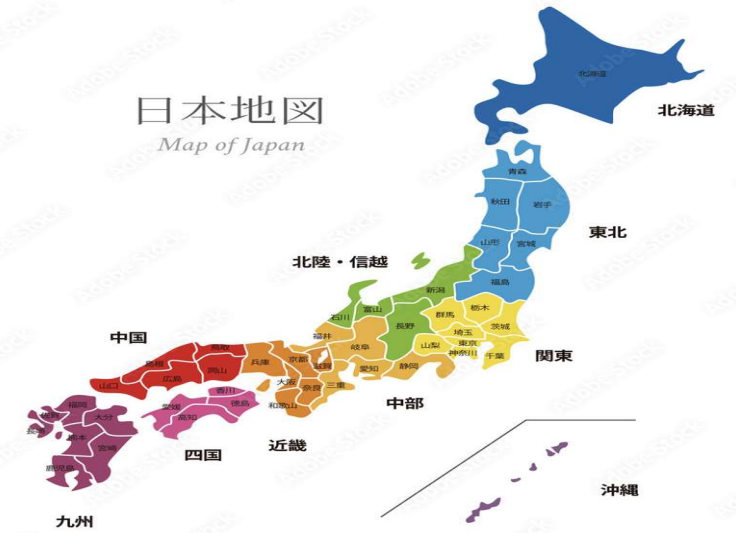 日本地図
Map of Japan
北海道
北海道
青森
秋田
岩手
東北
山形
宮城
北陸・信越
福島
新潟
石川
富山
群馬
栃木
長野
茨城
福井
埼玉
中国
岐阜
山梨
東京
神奈川
千葉
関東
鳥取
島根
兵庫
京都
滋賀
愛知
静岡
岡山
広島
大阪
奈良
三重
山口
中部
香川
徳島
和歌山
愛媛
高知
近畿
四国
福岡
佐賀
大分
長崎
熊本
宮崎
鹿児島
沖縄
九州
AdobeStock